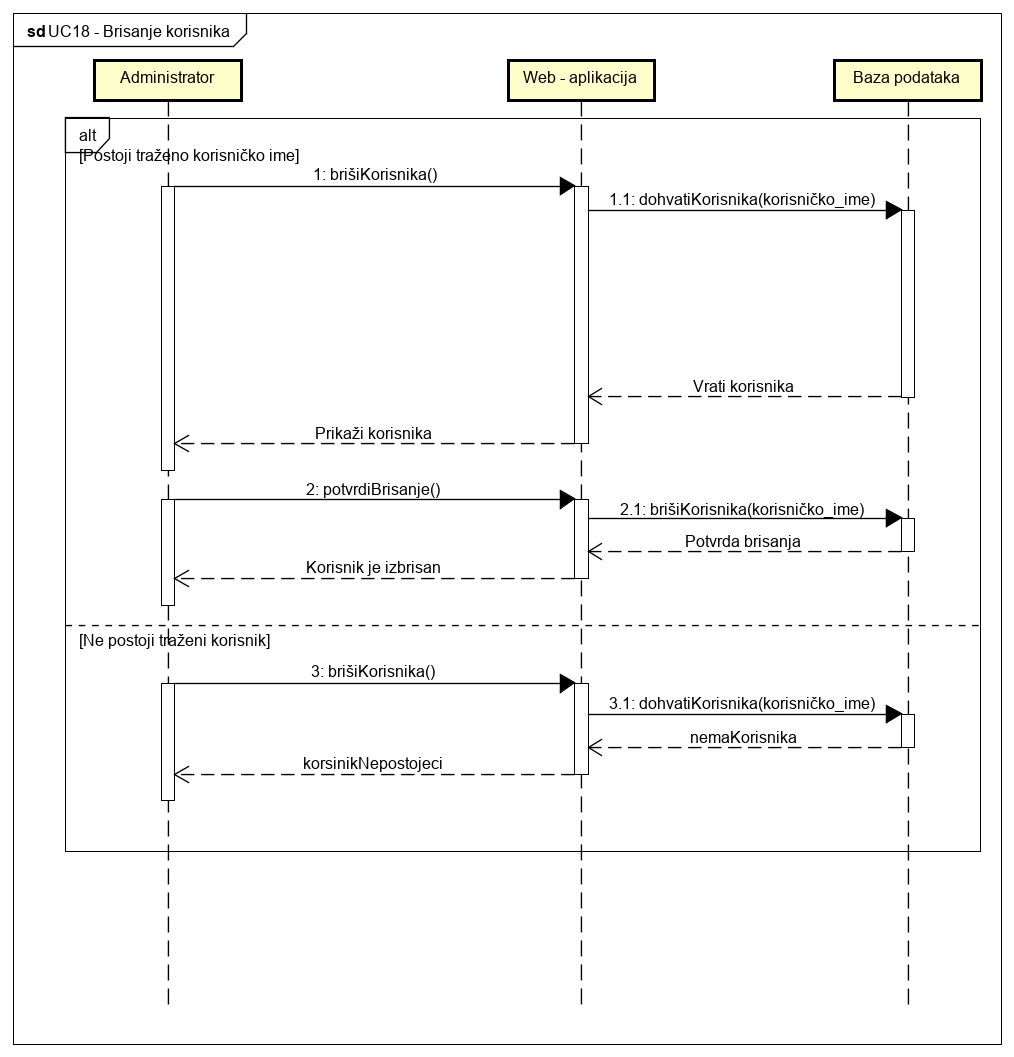 sd UC18 - Brisanje korisnika
Administrator
Web - aplikacija
Baza podataka
alt
[Postoji traženo korisničko ime]
1: brišiKorisnika()
1.1: dohvatiKorisnika(korisničko_ime)
Vrati korisnika
Prikaži korisnika
2: potvrdiBrisanje()
2.1: brišiKorisnika(korisničko_ime)
Potvrda brisanja
Korisnik je izbrisan
[Ne postoji traženi korisnik]
3: brišiKorisnika()
3.1: dohvatiKorisnika(korisničko_ime)
nemaKorisnika
korsinikNepostojeci